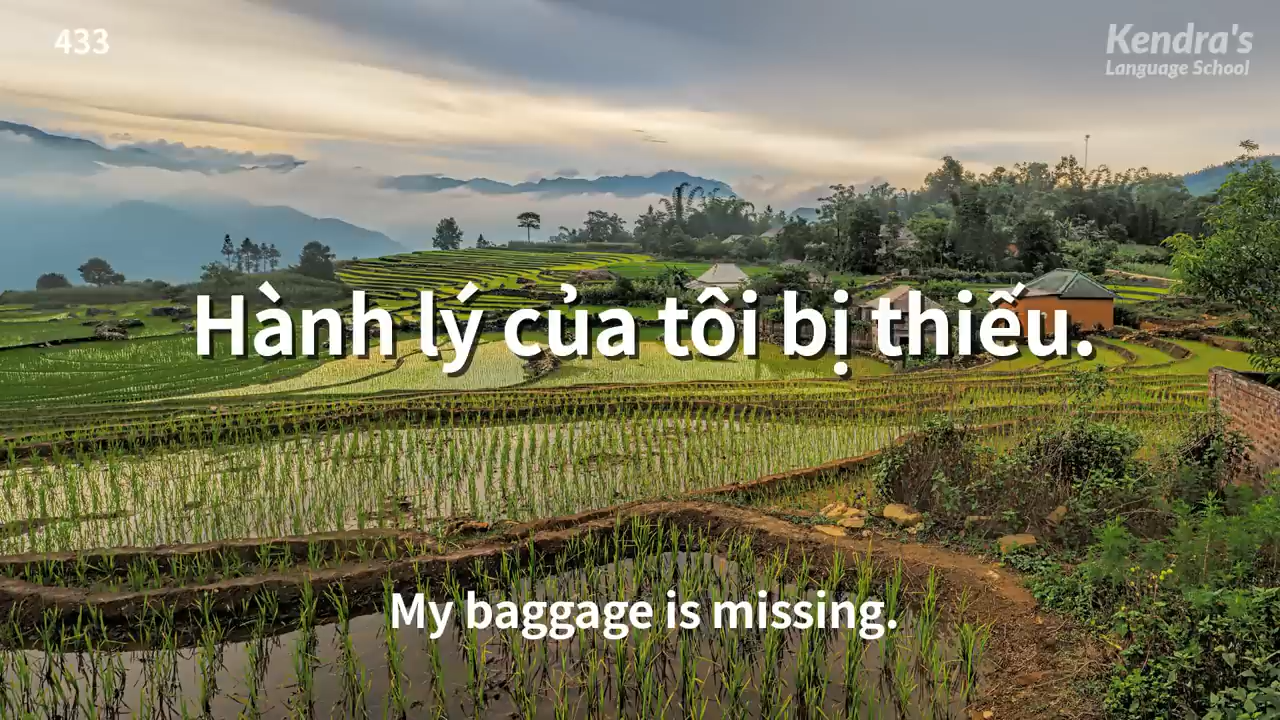 433
Kendra's
Language School
Hành lý của tôi bị thiếu.
My baggage is missing.